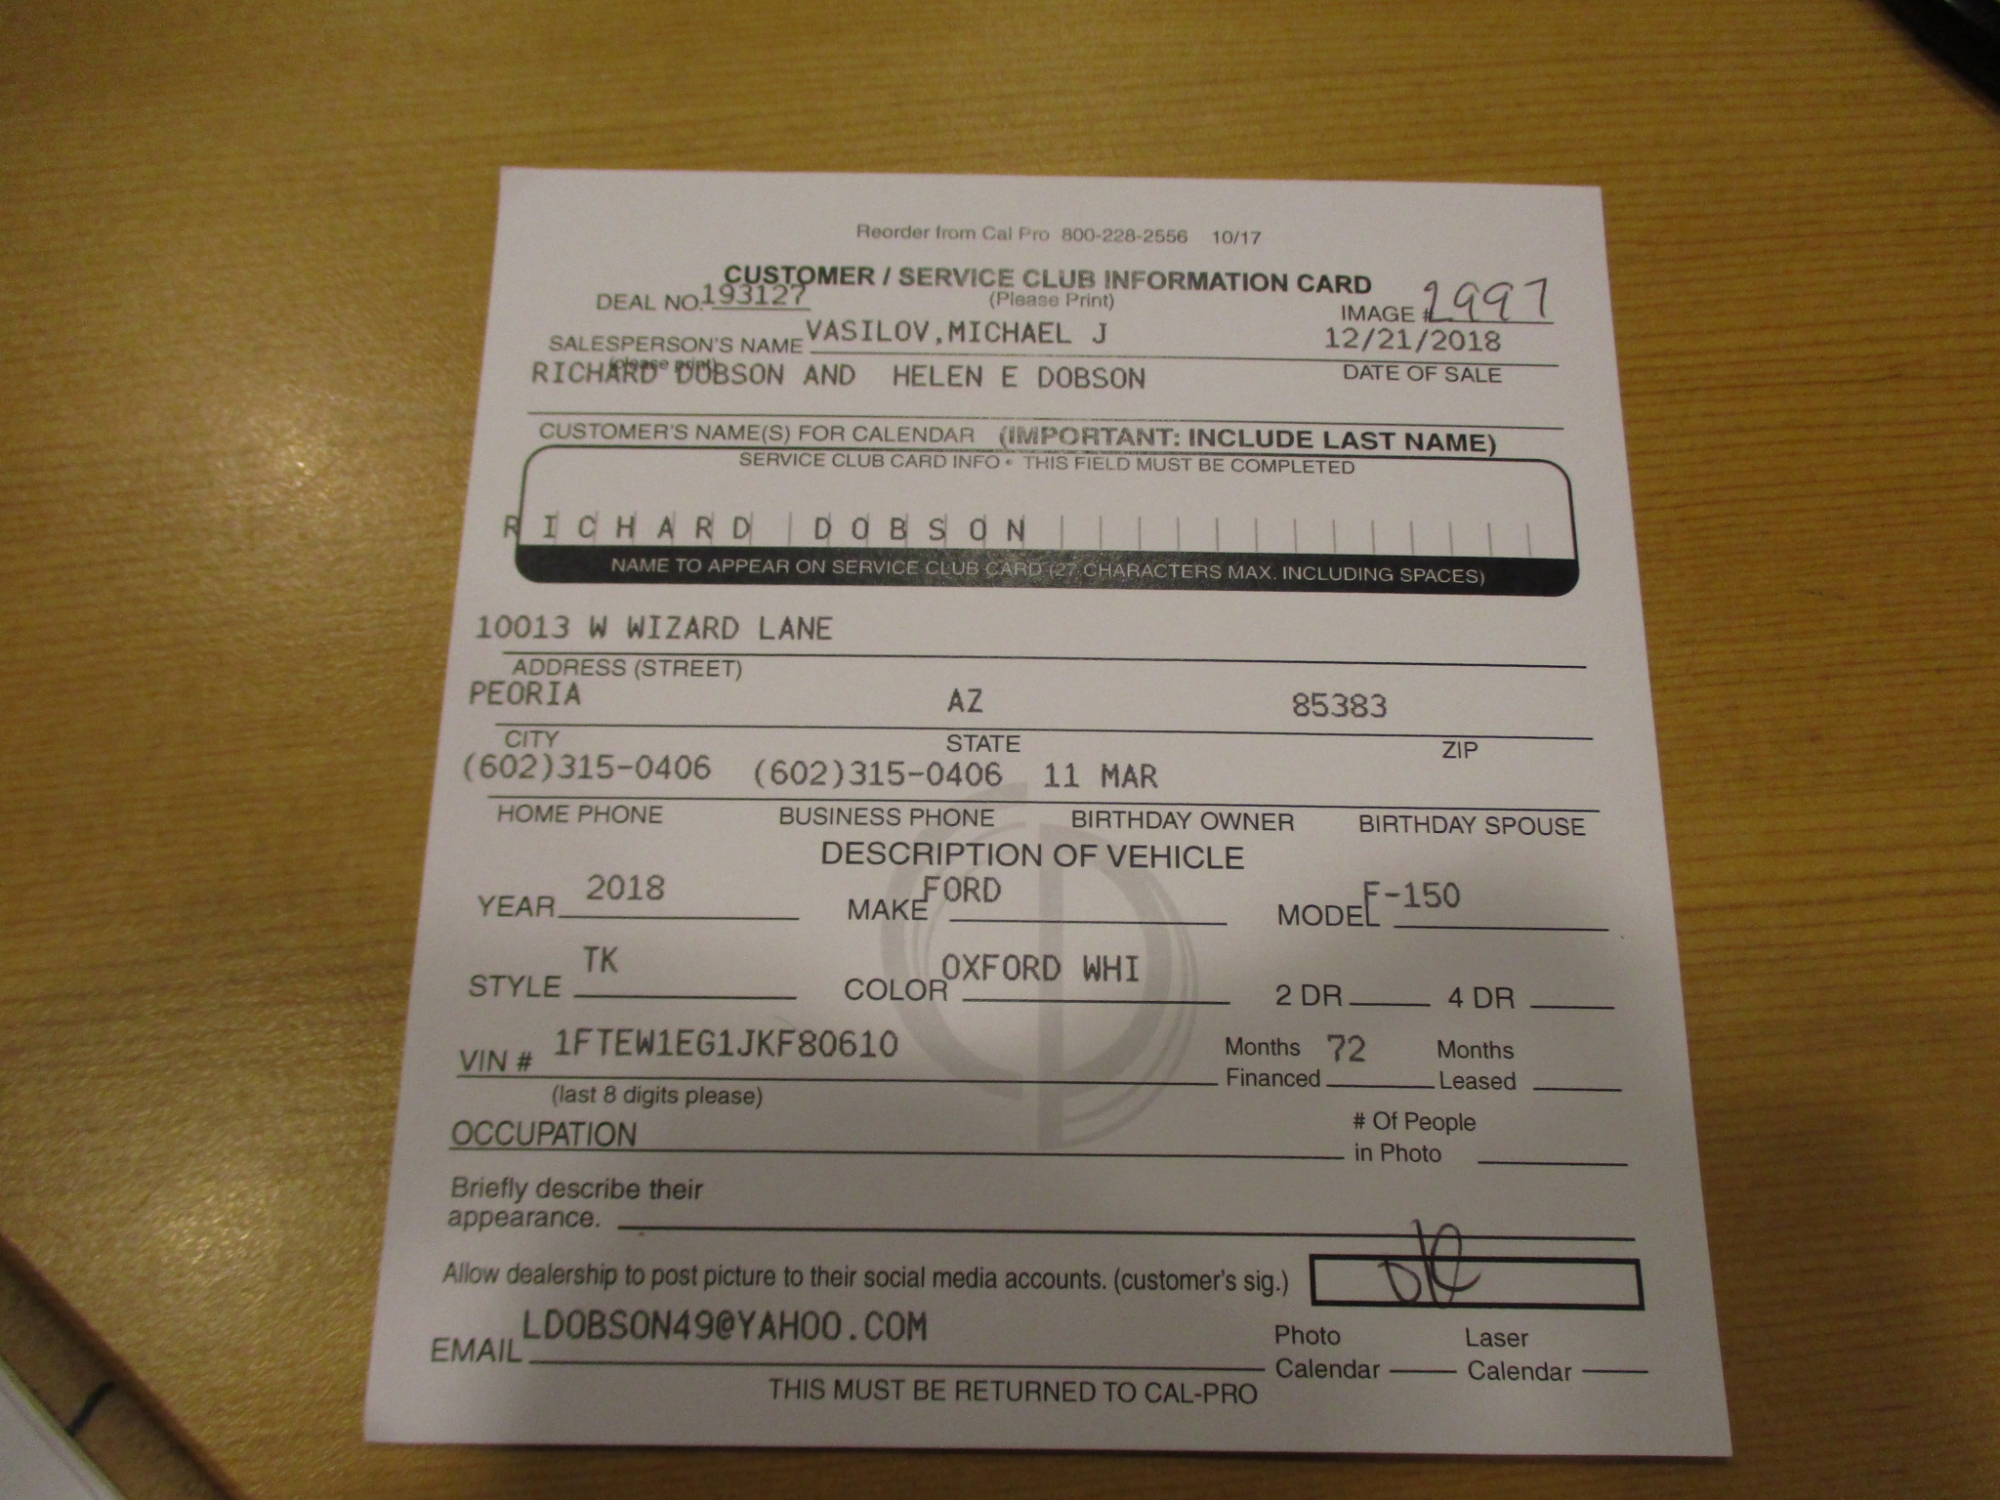 Reorder from Cal Pro 800-228-2556 10/17
CUSTOMER / SERVICE CLUB INFORMATION CARD
DEAL NO. 193127 (Please Print) IMAGE # 2997
SALESPERSON'S NAME VASILOV,MICHAEL J 12/21/2018
(please print) DATE OF SALE
RICHARD DOBSON AND HELEN E DOBSON
CUSTOMER'S NAME(S) FOR CALENDAR (IMPORTANT: INCLUDE LAST NAME)
SERVICE CLUB CARD INFO • THIS FIELD MUST BE COMPLETED
RICHARD DOBSON
NAME TO APPEAR ON SERVICE CLUB CARD (27 CHARACTERS MAX. INCLUDING SPACES)
10013 W WIZARD LANE
ADDRESS (STREET)
PEORIA AZ 85383
CITY STATE ZIP
(602)315-0406 (602)315-0406 11 MAR
HOME PHONE BUSINESS PHONE BIRTHDAY OWNER BIRTHDAY SPOUSE
DESCRIPTION OF VEHICLE
YEAR 2018 MAKE FORD MODEL F-150
STYLE TK COLOR OXFORD WHI 2 DR 4 DR
VIN # 1FTEW1EG1JKF80610 Months Financed 72 Months Leased
(last 8 digits please)
OCCUPATION # Of People in Photo
Briefly describe their
appearance.
Allow dealership to post picture to their social media accounts. (customer's sig.) ok
EMAIL LDOBSON49@YAHOO.COM Photo Calendar Laser Calendar
THIS MUST BE RETURNED TO CAL-PRO